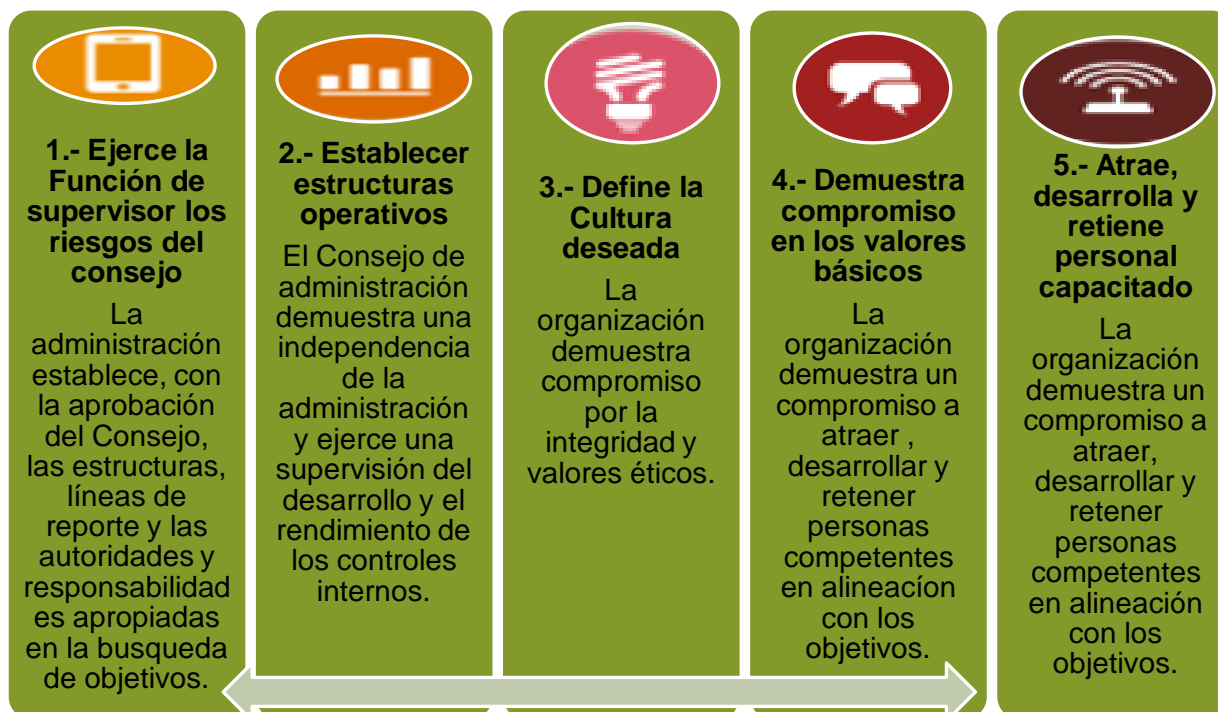 1.- Ejerce la
Función de
supervisor los
riesgos del
consejo
La
administración
establece, con
la aprobación
del Consejo,
las estructuras,
líneas de
reporte y las
autoridades y
responsabilidad
es apropiadas
en la busqueda
de objetivos.
2.- Establecer
estructuras
operativos
El Consejo de
administración
demuestra una
independencia
de la
administración
y ejerce una
supervisión del
desarrollo y el
rendimiento de
los controles
internos.
3.- Define la
Cultura
deseada
La
organización
demuestra
compromiso
por la
integridad y
valores éticos.
4.- Demuestra
compromiso
en los valores
básicos
La
organización
demuestra un
compromiso a
atraer ,
desarrollar y
retener
personas
competentes
en alineacíon
con los
objetivos.
5.- Atrae,
desarrolla y
retiene
personal
capacitado
La
organización
demuestra un
compromiso a
atraer,
desarrollar y
retener
personas
competentes
en alineación
con los
objetivos.